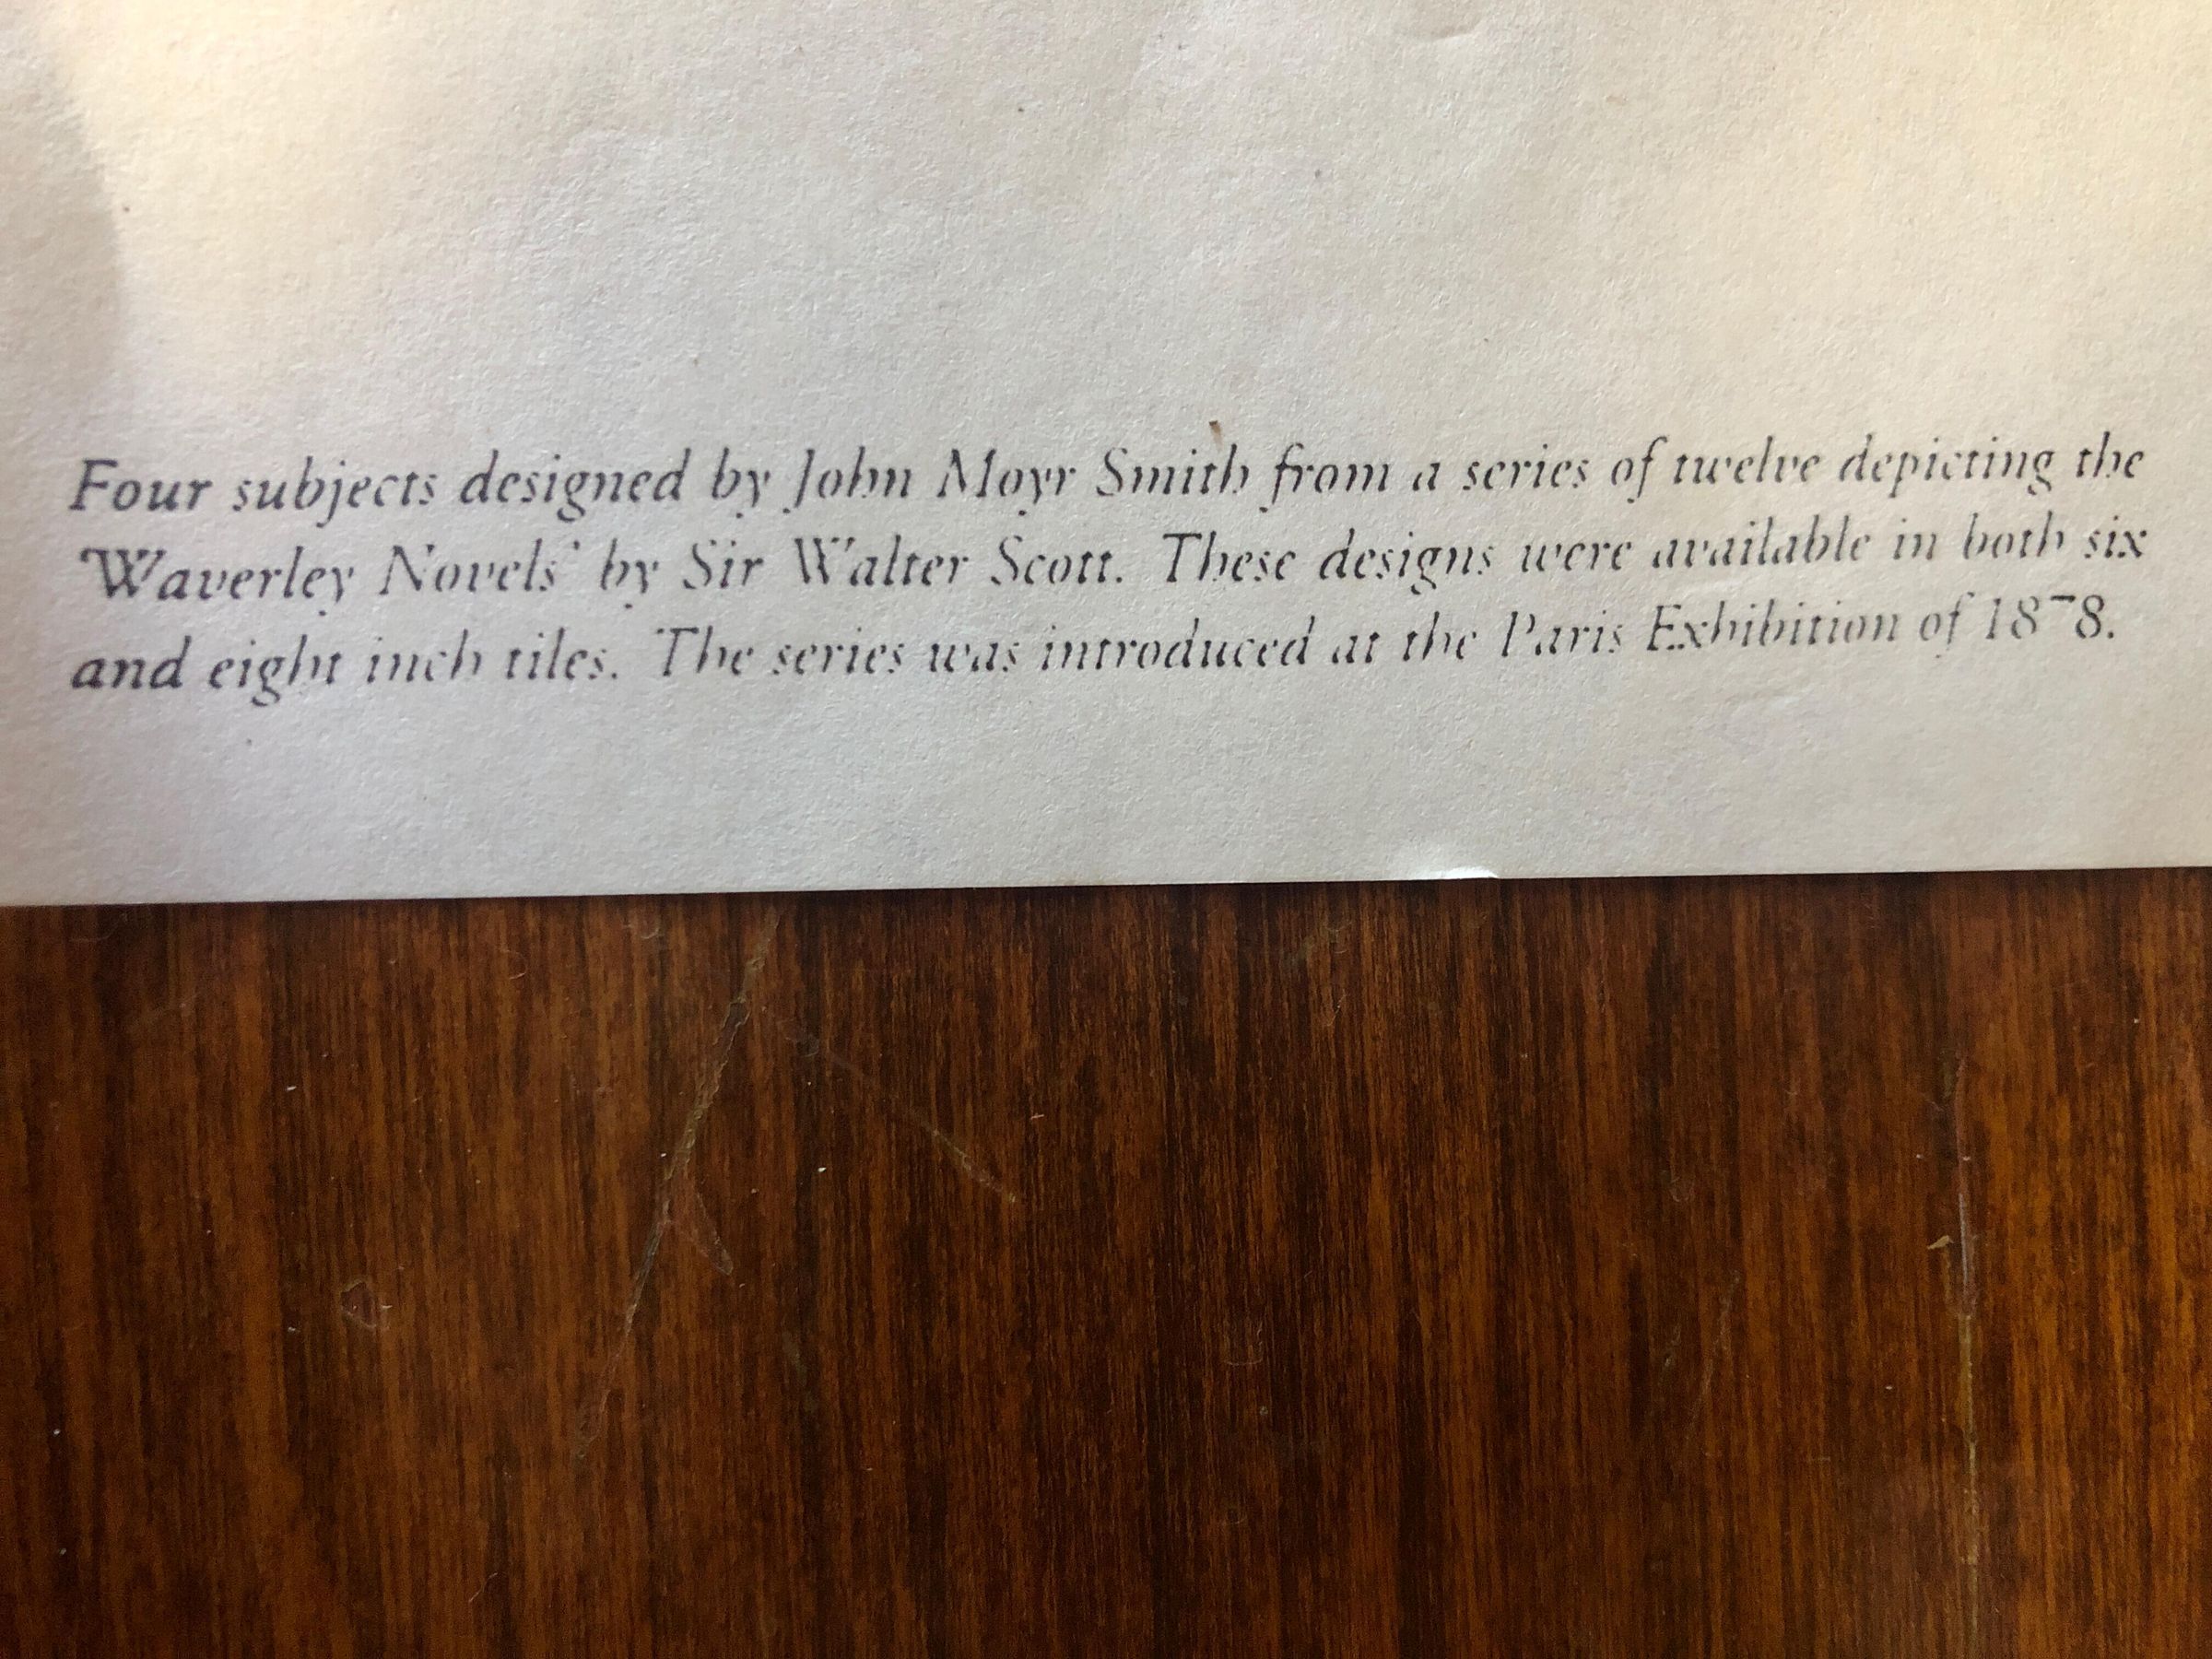 Four subjects designed by John Moyr Smith from a series of twelve depicting the
'Waverley Novels' by Sir Walter Scott. These designs were available in both six
and eight inch tiles. The series was introduced at the Paris Exhibition of 1878.